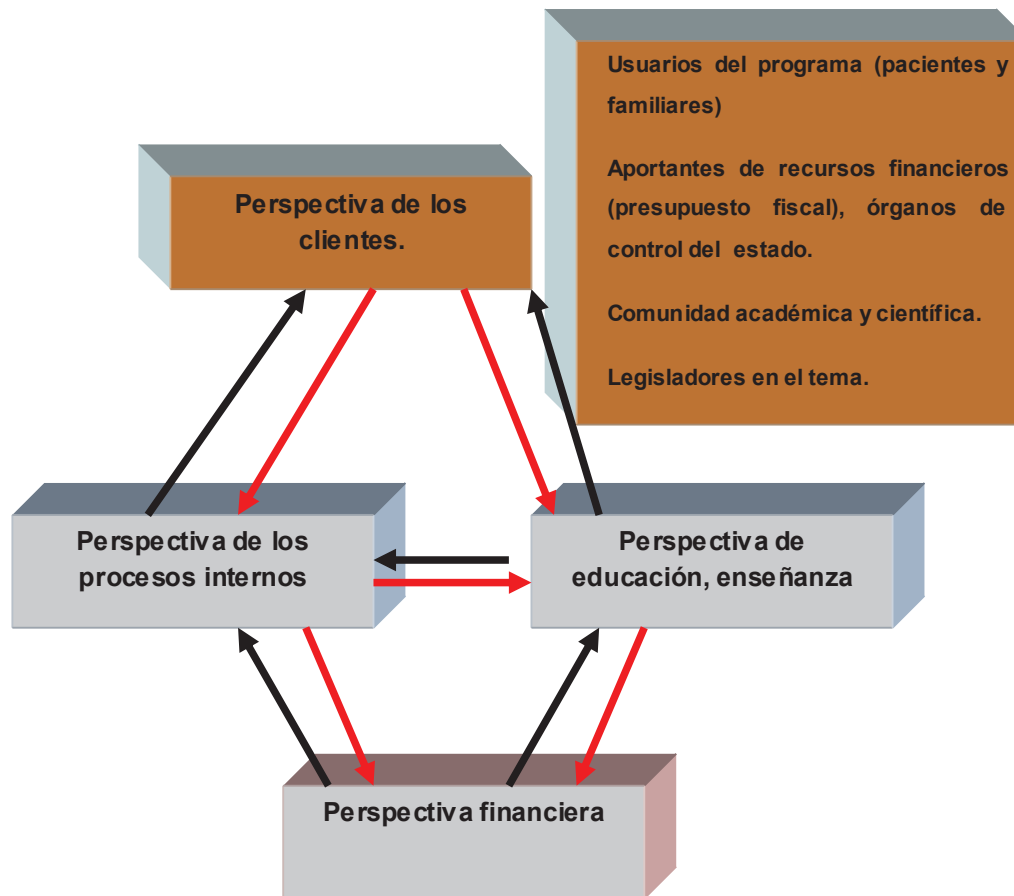 Usuarios del programa (pacientes y
familiares)
Aportantes de recursos financieros
(presupuesto fiscal), órganos de
control del estado.
Comunidad académica y científica.
Legisladores en el tema.
Perspectiva de los
clientes.
Perspectiva de los
procesos internos
Perspectiva de
educación, enseñanza
Perspectiva financiera